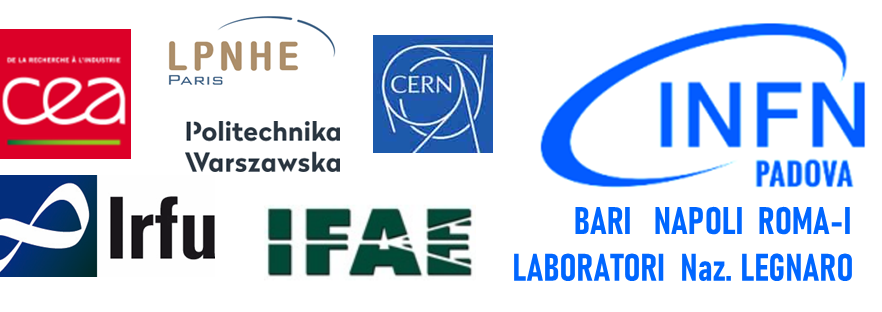 DE LA RECHERCHE À L'INDUSTRIE
cea
LPNHE
PARIS
Politechnika
Warszawska
CERN
Irfu
IFAE
INFN
PADOVA
BARI NAPOLI ROMA-I
LABORATORI Naz. LEGNARO